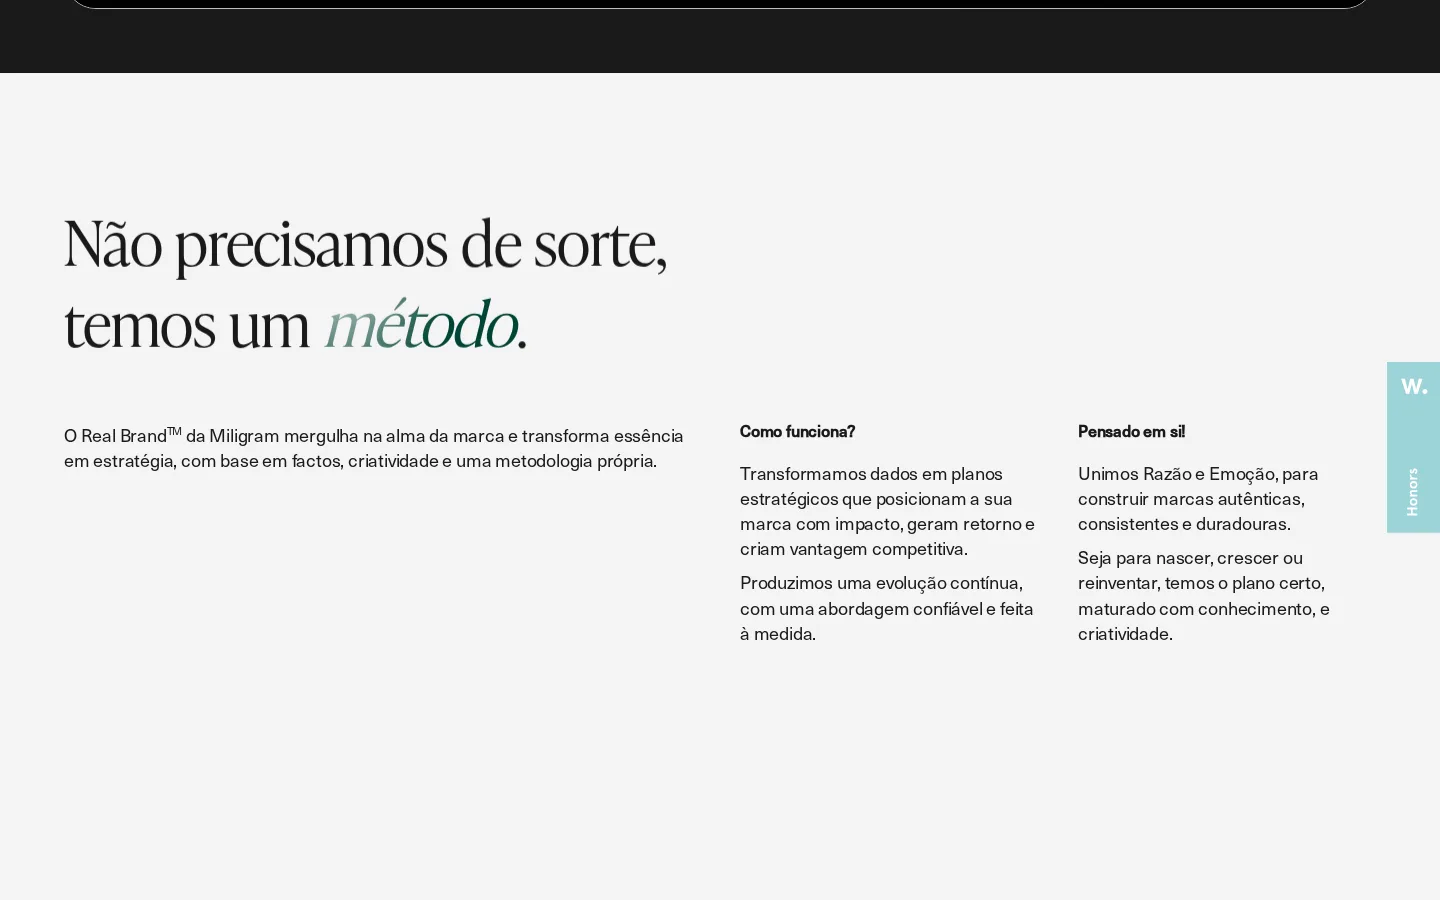 Não precisamos de sorte,
temos um método.
O Real Brand™ da Miligram mergulha na alma da marca e transforma essência
em estratégia, com base em factos, criatividade e uma metodologia própria.
Como funciona?
Transformamos dados em planos
estratégicos que posicionam a sua
marca com impacto, geram retorno e
criam vantagem competitiva.
Produzimos uma evolução contínua,
com uma abordagem confiável e feita
à medida.
Pensado em si!
Unimos Razão e Emoção, para
construir marcas autênticas,
consistentes e duradouras.
Seja para nascer, crescer ou
reinventar, temos o plano certo,
maturado com conhecimento, e
criatividade.
W.
Honors